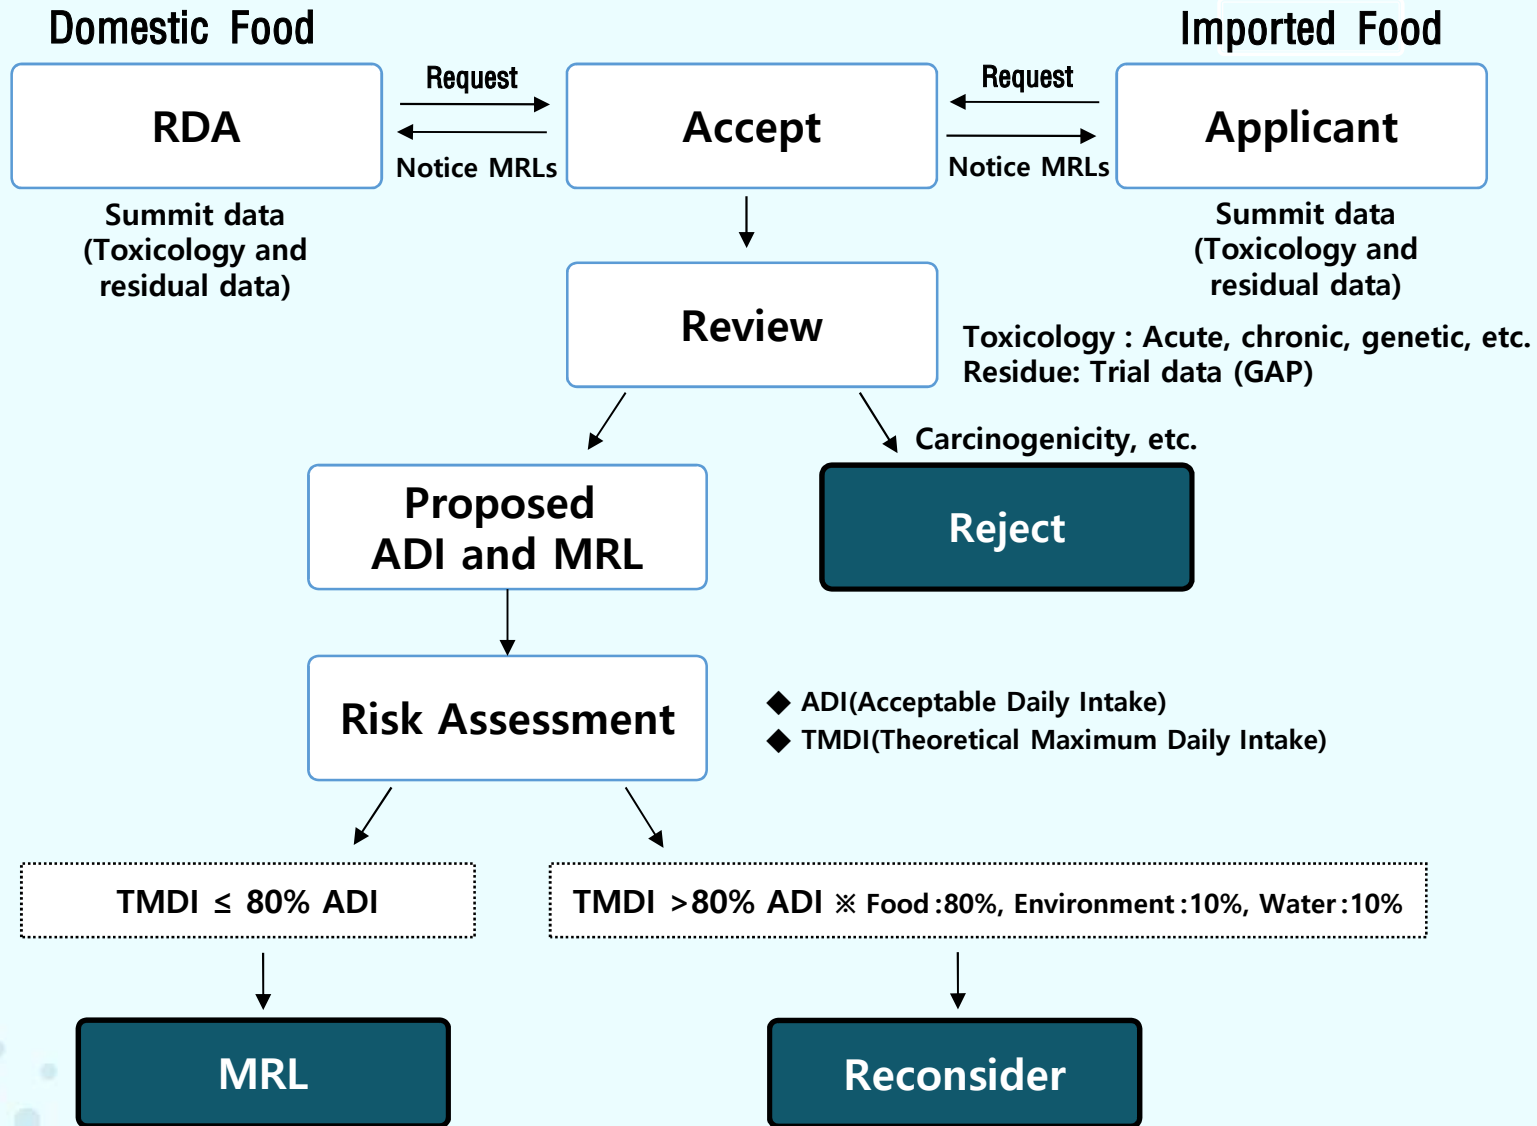 Domestic Food
Imported Food
RDA
Request
Notice MRLs
Accept
Request
Notice MRLs
Applicant
Summit data
(Toxicology and
residual data)
Summit data
(Toxicology and
residual data)
Review
Toxicology : Acute, chronic, genetic, etc.
Residue: Trial data (GAP)
Carcinogenicity, etc.
Proposed
ADI and MRL
Reject
Risk Assessment
◆ ADI(Acceptable Daily Intake)
◆ TMDI(Theoretical Maximum Daily Intake)
TMDI ≤ 80% ADI
TMDI >80% ADI ※ Food :80%, Environment :10%, Water :10%
MRL
Reconsider